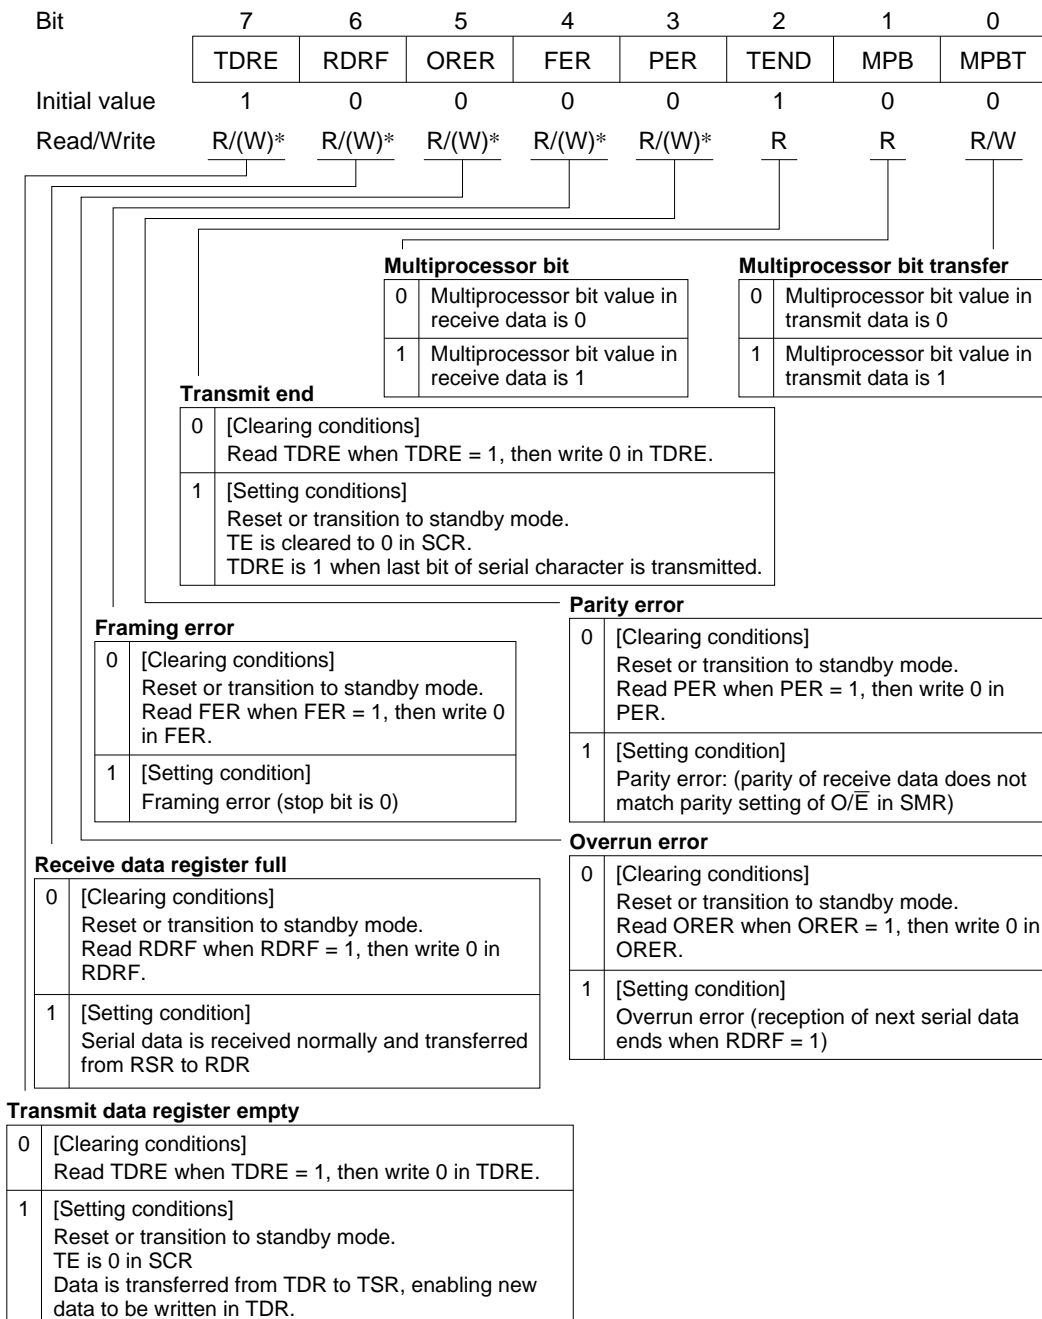 Bit 7 6 5 4 3 2 1 0
TDRE RDRF ORER FER PER TEND MPB MPBT
Initial value 1 0 0 0 0 1 0 0
Read/Write R/(W)* R/(W)* R/(W)* R/(W)* R/(W)* R R R/W
Multiprocessor bit
0 Multiprocessor bit value in
receive data is 0
1 Multiprocessor bit value in
receive data is 1
Multiprocessor bit transfer
0 Multiprocessor bit value in
transmit data is 0
1 Multiprocessor bit value in
transmit data is 1
Transmit end
0 [Clearing conditions]
Read TDRE when TDRE = 1, then write 0 in TDRE.
1 [Setting conditions]
Reset or transition to standby mode.
TE is cleared to 0 in SCR.
TDRE is 1 when last bit of serial character is transmitted.
Parity error
0 [Clearing conditions]
Reset or transition to standby mode.
Read PER when PER = 1, then write 0 in
PER.
1 [Setting condition]
Parity error: (parity of receive data does not
match parity setting of O/E̅ in SMR)
Framing error
0 [Clearing conditions]
Reset or transition to standby mode.
Read FER when FER = 1, then write 0
in FER.
1 [Setting condition]
Framing error (stop bit is 0)
Overrun error
0 [Clearing conditions]
Reset or transition to standby mode.
Read ORER when ORER = 1, then write 0 in
ORER.
1 [Setting condition]
Overrun error (reception of next serial data
ends when RDRF = 1)
Receive data register full
0 [Clearing conditions]
Reset or transition to standby mode.
Read RDRF when RDRF = 1, then write 0 in
RDRF.
1 [Setting condition]
Serial data is received normally and transferred
from RSR to RDR
Transmit data register empty
0 [Clearing conditions]
Read TDRE when TDRE = 1, then write 0 in TDRE.
1 [Setting conditions]
Reset or transition to standby mode.
TE is 0 in SCR
Data is transferred from TDR to TSR, enabling new
data to be written in TDR.